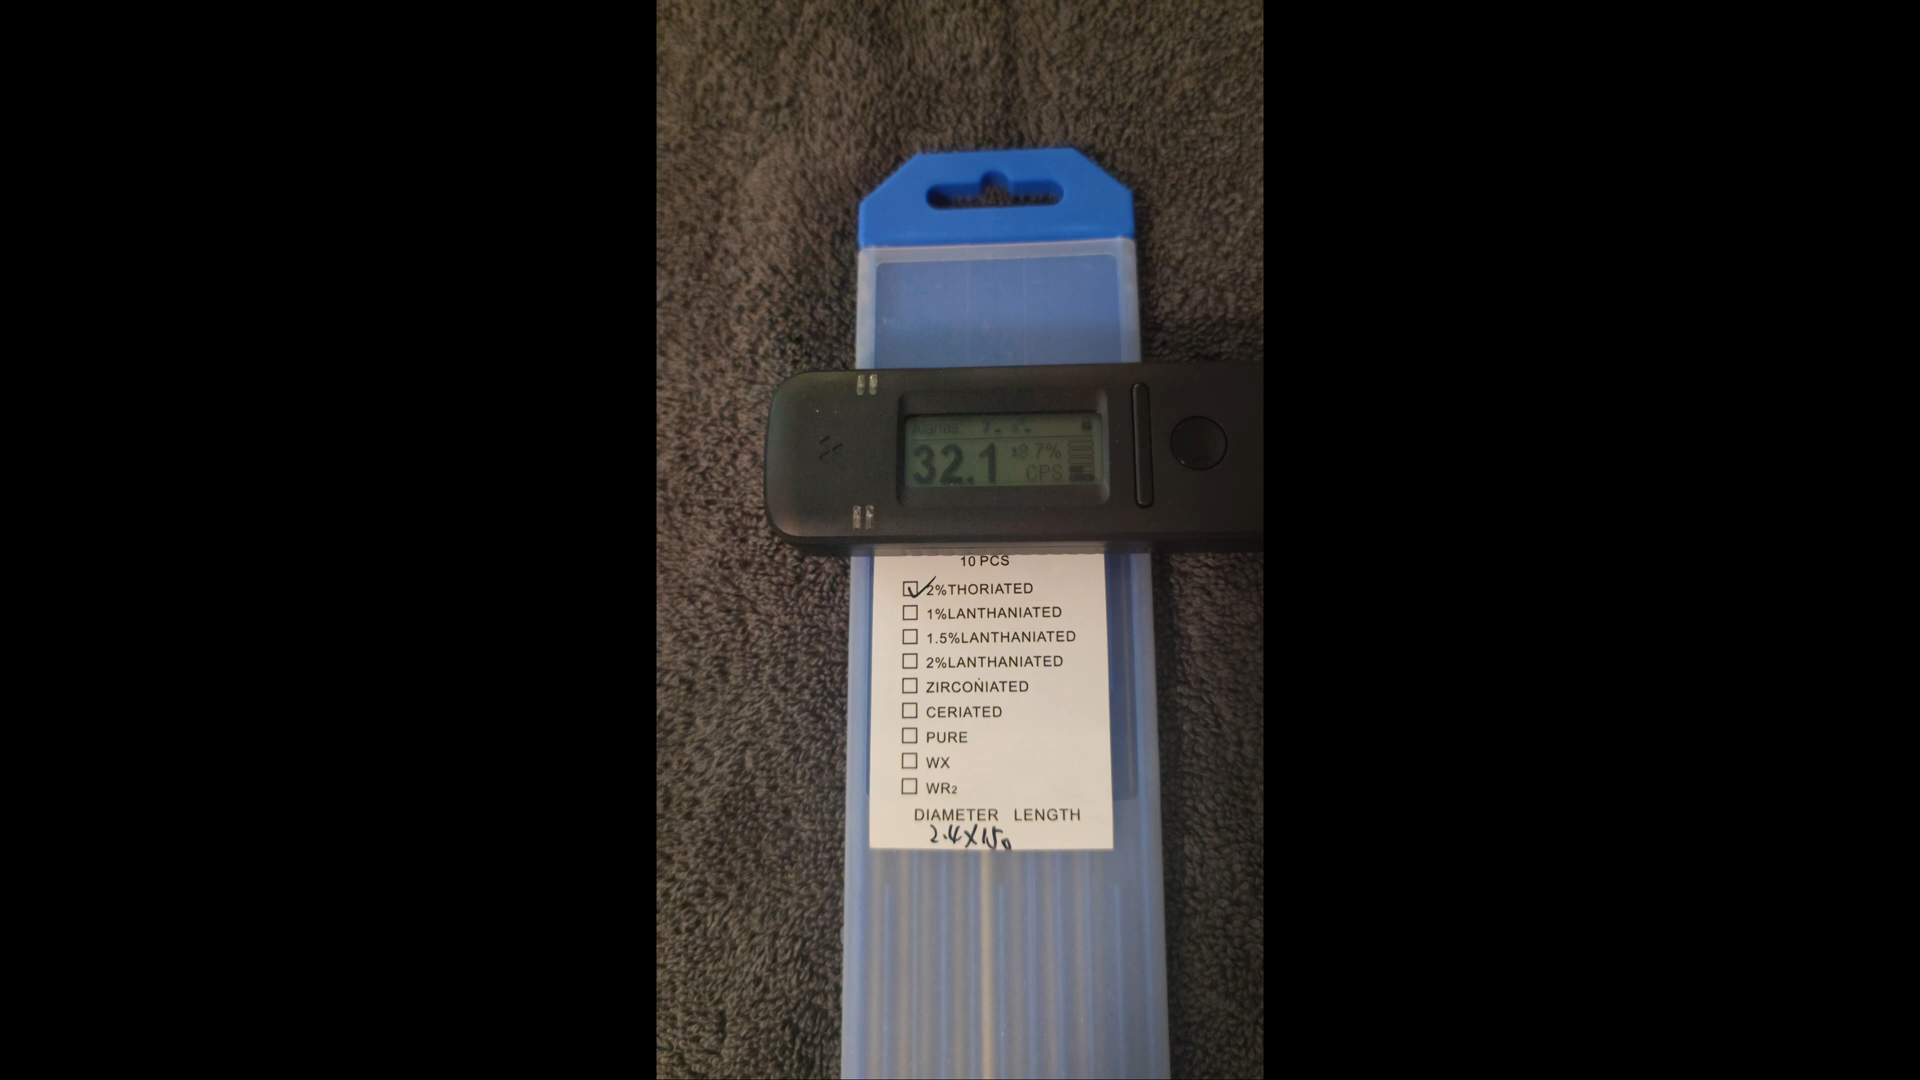 32.1
±8.7%
CPS
10 PCS
2%THORIATED
1%LANTHANIATED
1.5%LANTHANIATED
2%LANTHANIATED
ZIRCONIATED
CERIATED
PURE
WX
WR2
DIAMETER LENGTH
2.4X150